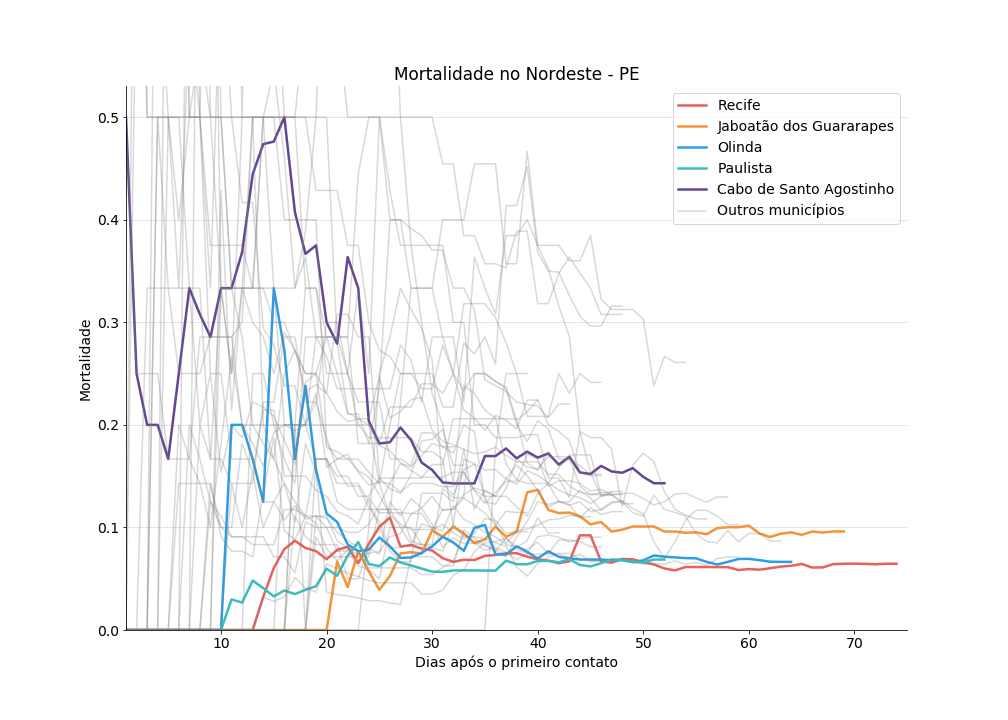 Mortalidade no Nordeste - PE
Recife
Jaboatão dos Guararapes
Olinda
Paulista
Cabo de Santo Agostinho
Outros municípios
Mortalidade
0.5
0.4
0.3
0.2
0.1
0.0
10 20 30 40 50 60 70
Dias após o primeiro contato